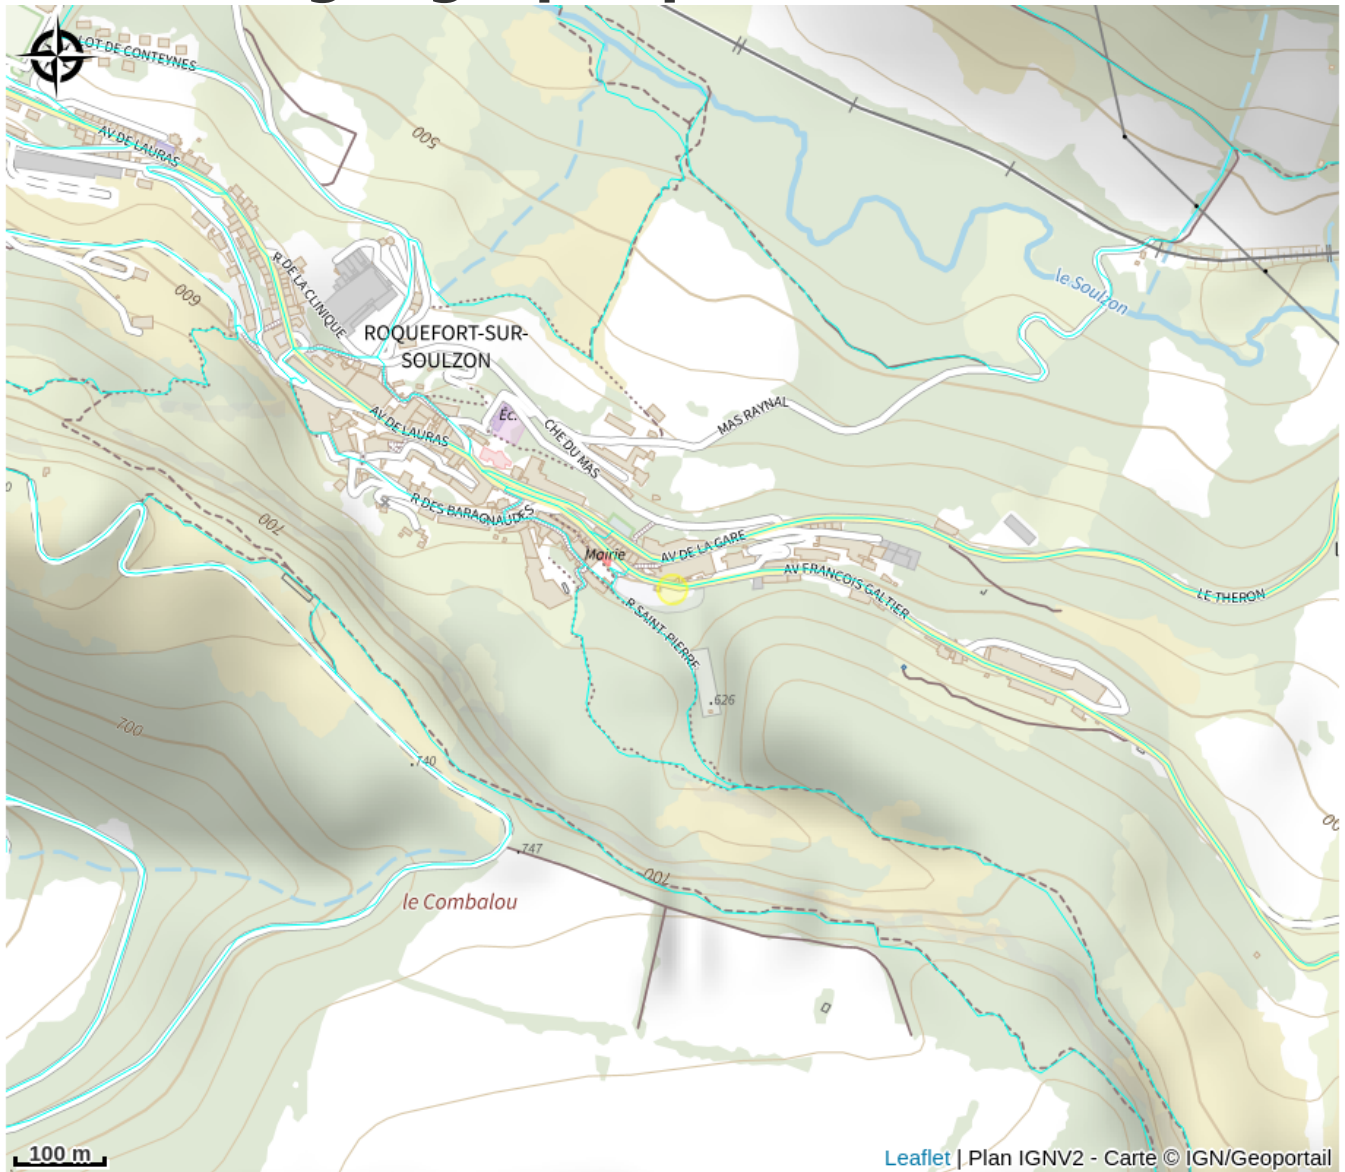 LOT DE CONTEYNES
AV DE LAURAS
500
R DE LA CLINIQUE
600
le Soulzon
ROQUEFORT-SUR-
SOULZON
MAS RAYNAL
Éc.
CHE DU MAS
AV DE LAURAS
R DES BARAGNAUDES
700
Mairie
AV DE LA GARE
AV FRANCOIS GALTIER
LE THERON
R SAINT-PIERRE
626
700
740
747
700
le Combalou
100 m
Leaflet | Plan IGNV2 - Carte © IGN/Geoportail